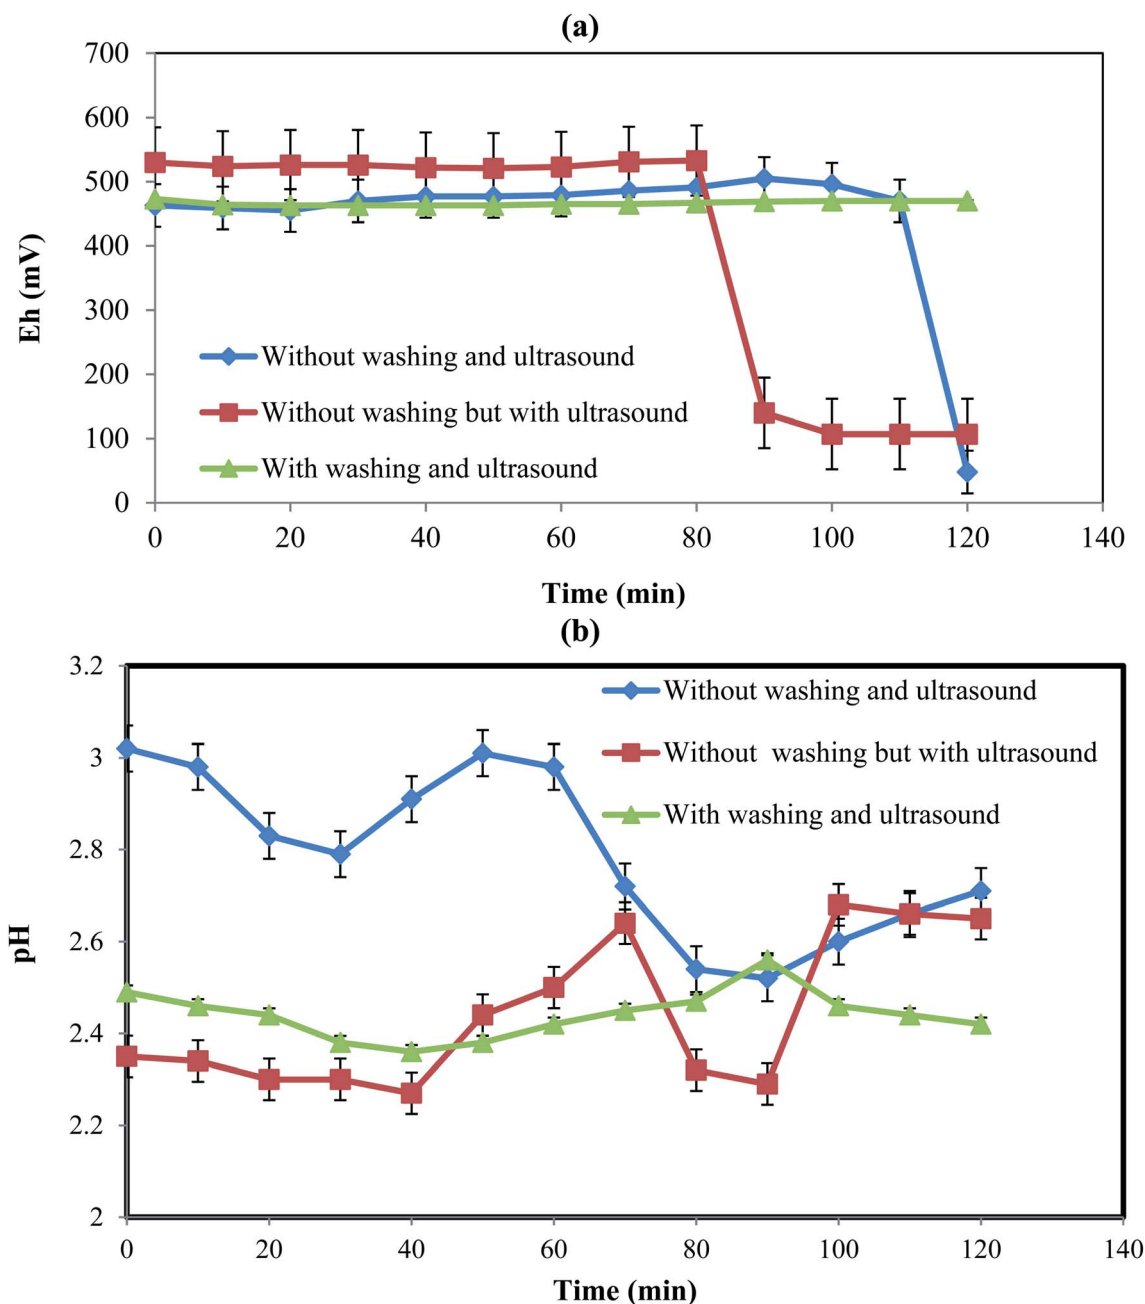 (a)
700
600
500
400
300
200
100
0
Eh (mV)
Without washing and ultrasound
Without washing but with ultrasound
With washing and ultrasound
0 20 40 60 80 100 120 140
Time (min)
(b)
3.2
3
2.8
2.6
2.4
2.2
2
pH
Without washing and ultrasound
Without washing but with ultrasound
With washing and ultrasound
0 20 40 60 80 100 120 140
Time (min)